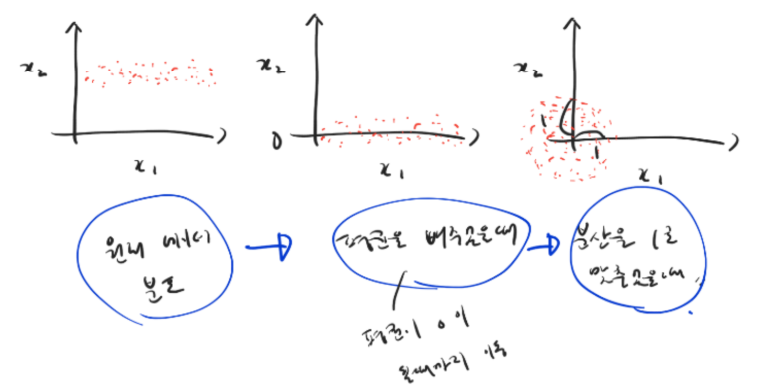 x₂
x₁
x₂
0
x₁
x₂
1
1
x₁
원래 데이터
분포
평균을 빼주었을때
평균이 0이
될때까지 이동
분산을 1로
맞출었을때